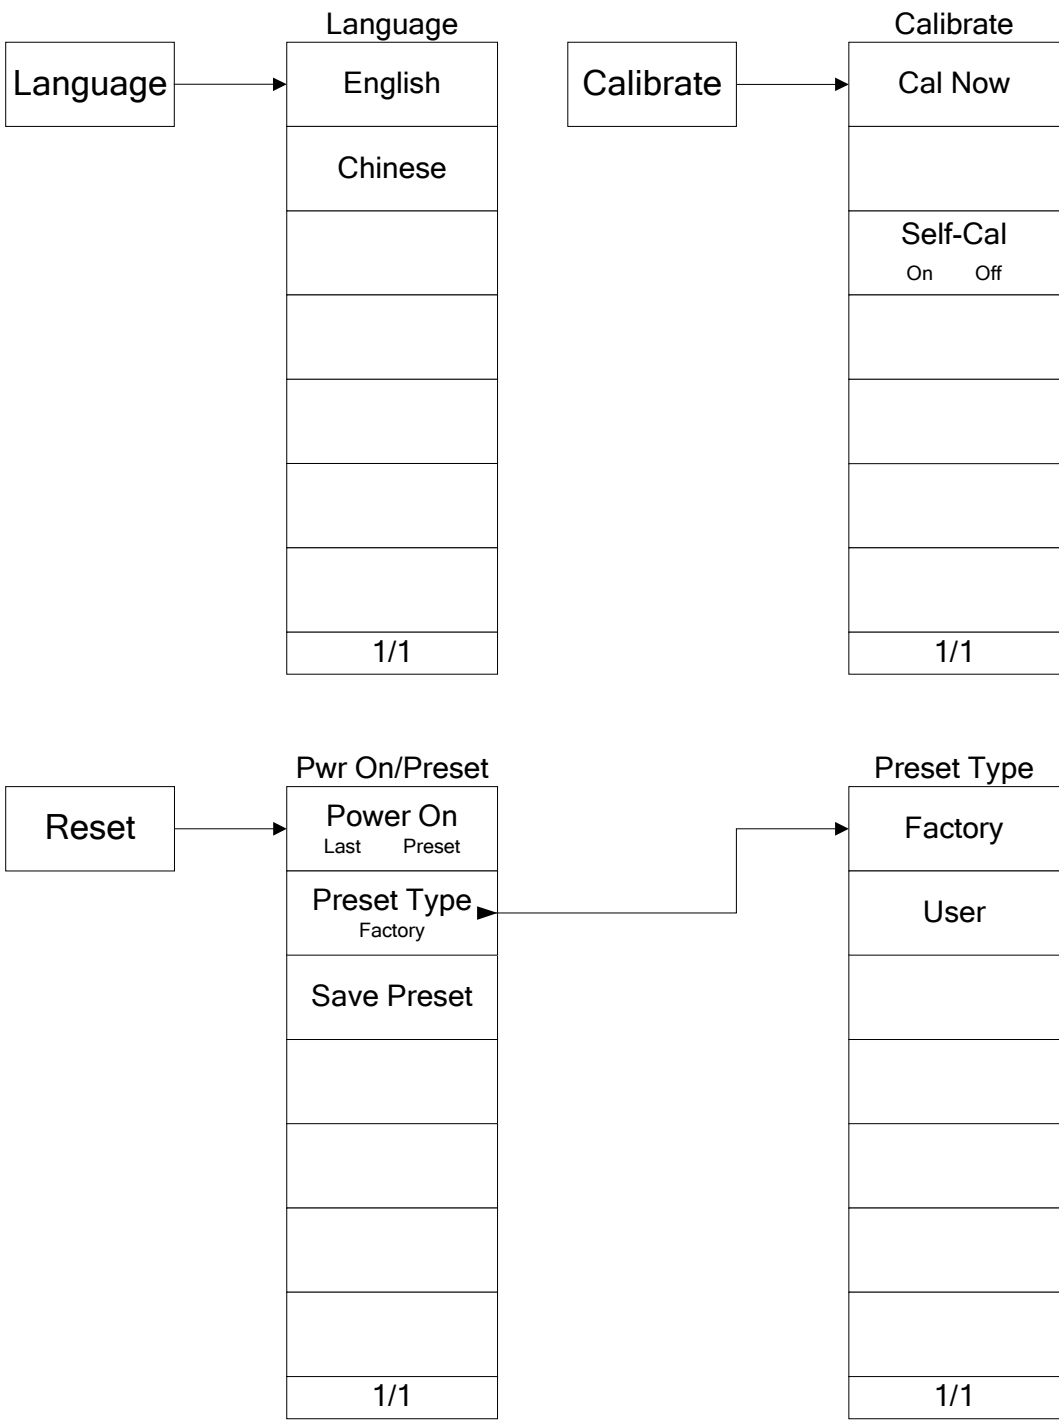 Language
Language
English
Chinese
1/1
Calibrate
Calibrate
Cal Now
Self-Cal
On Off
1/1
Reset
Pwr On/Preset
Power On
Last Preset
Preset Type
Factory
Save Preset
1/1
Preset Type
Factory
User
1/1